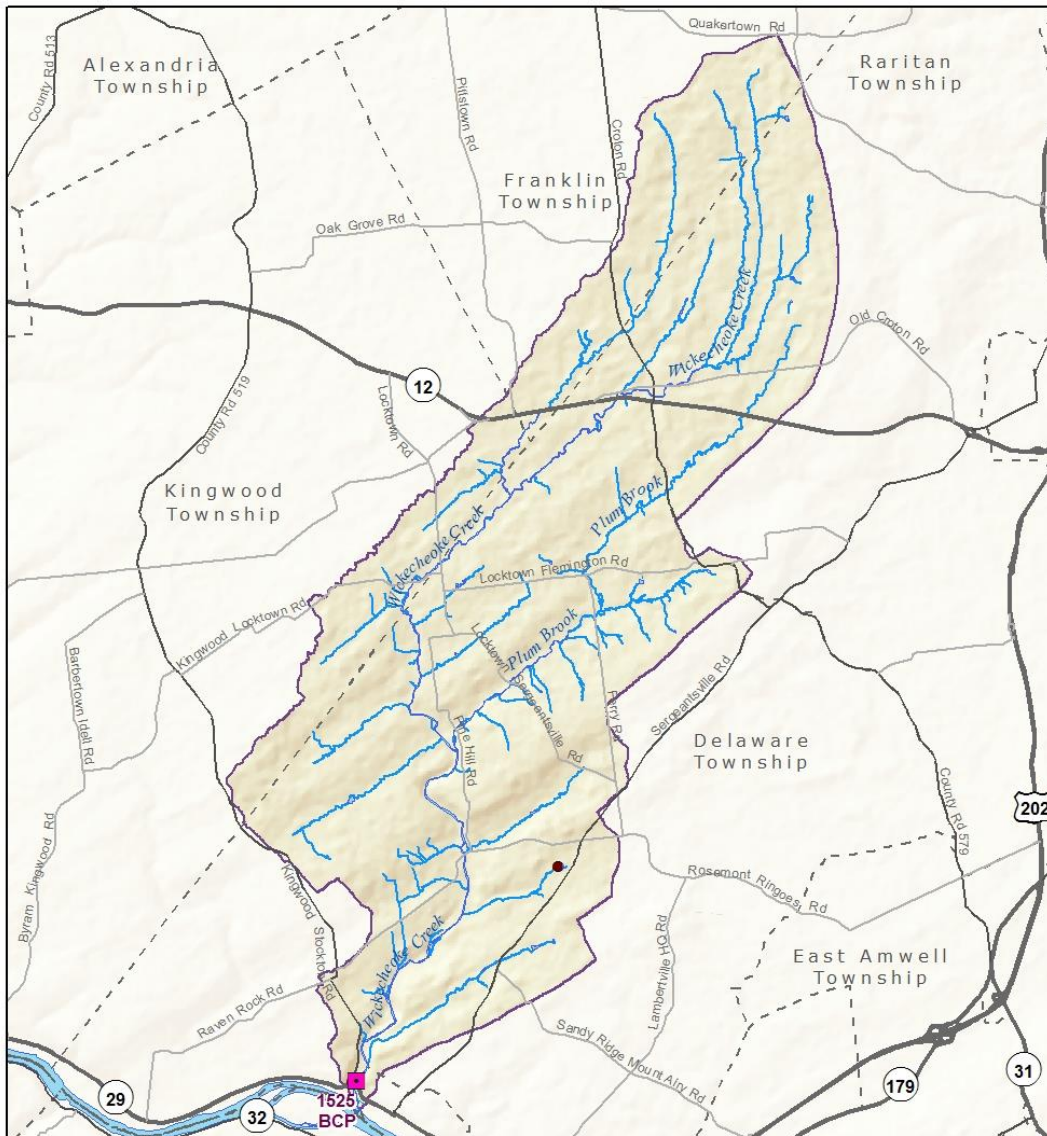 Quakertown Rd
County Rd 513
Alexandria
Township
Raritan
Township
Pittstown Rd
Croton Rd
Franklin
Township
Oak Grove Rd
Wickecheoke Creek
Old Croton Rd
12
County Rd 519
Locktown Rd
Kingwood
Township
Plum Brook
Wickecheoke Creek
Locktown Flemington Rd
Kingwood Locktown Rd
Plum Brook
Locktown Sergeantsville Rd
Barbertown Idell Rd
Ferry Rd
Sergeantsville Rd
Pine Hill Rd
Delaware
Township
County Rd 579
202
Byram Kingwood Rd
Kingwood Stockton Rd
Rosemont Ringoes Rd
Lambertville HQ Rd
Wickecheoke Creek
East Amwell
Township
Raven Rock Rd
Sandy Ridge Mount Airy Rd
29
1525
BCP
32
179
31